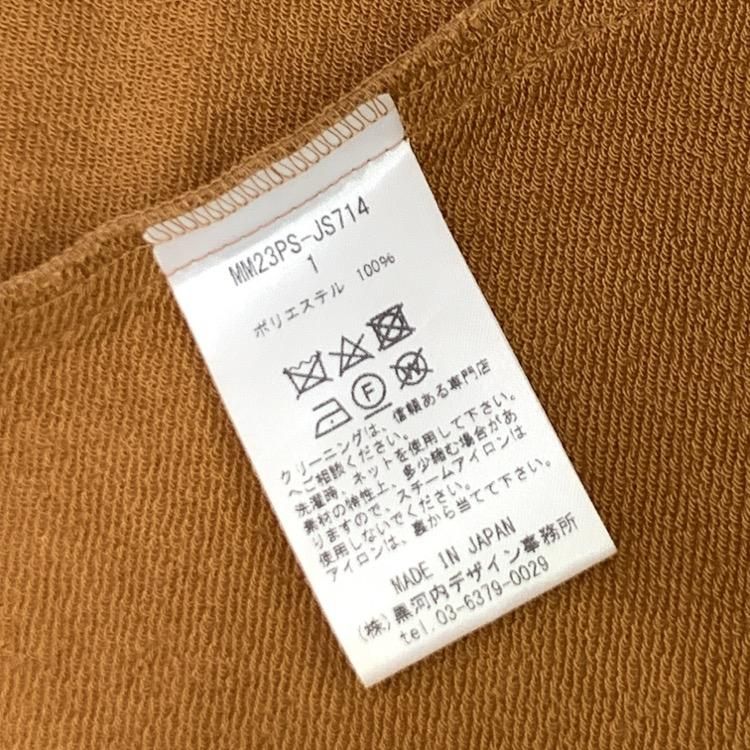 MM23PS-JS714
1
ポリエステル 100%
F
W
クリーニングは、信頼ある専門店
へご相談ください。
洗濯時、ネットを使用して下さい。
素材の特性上、多少縮む場合があ
りますので、スチームアイロンは
使用しないでください。
アイロンは、裏から当てて下さい。
MADE IN JAPAN
(株)黒河内デザイン事務所
tel.03-6379-0029